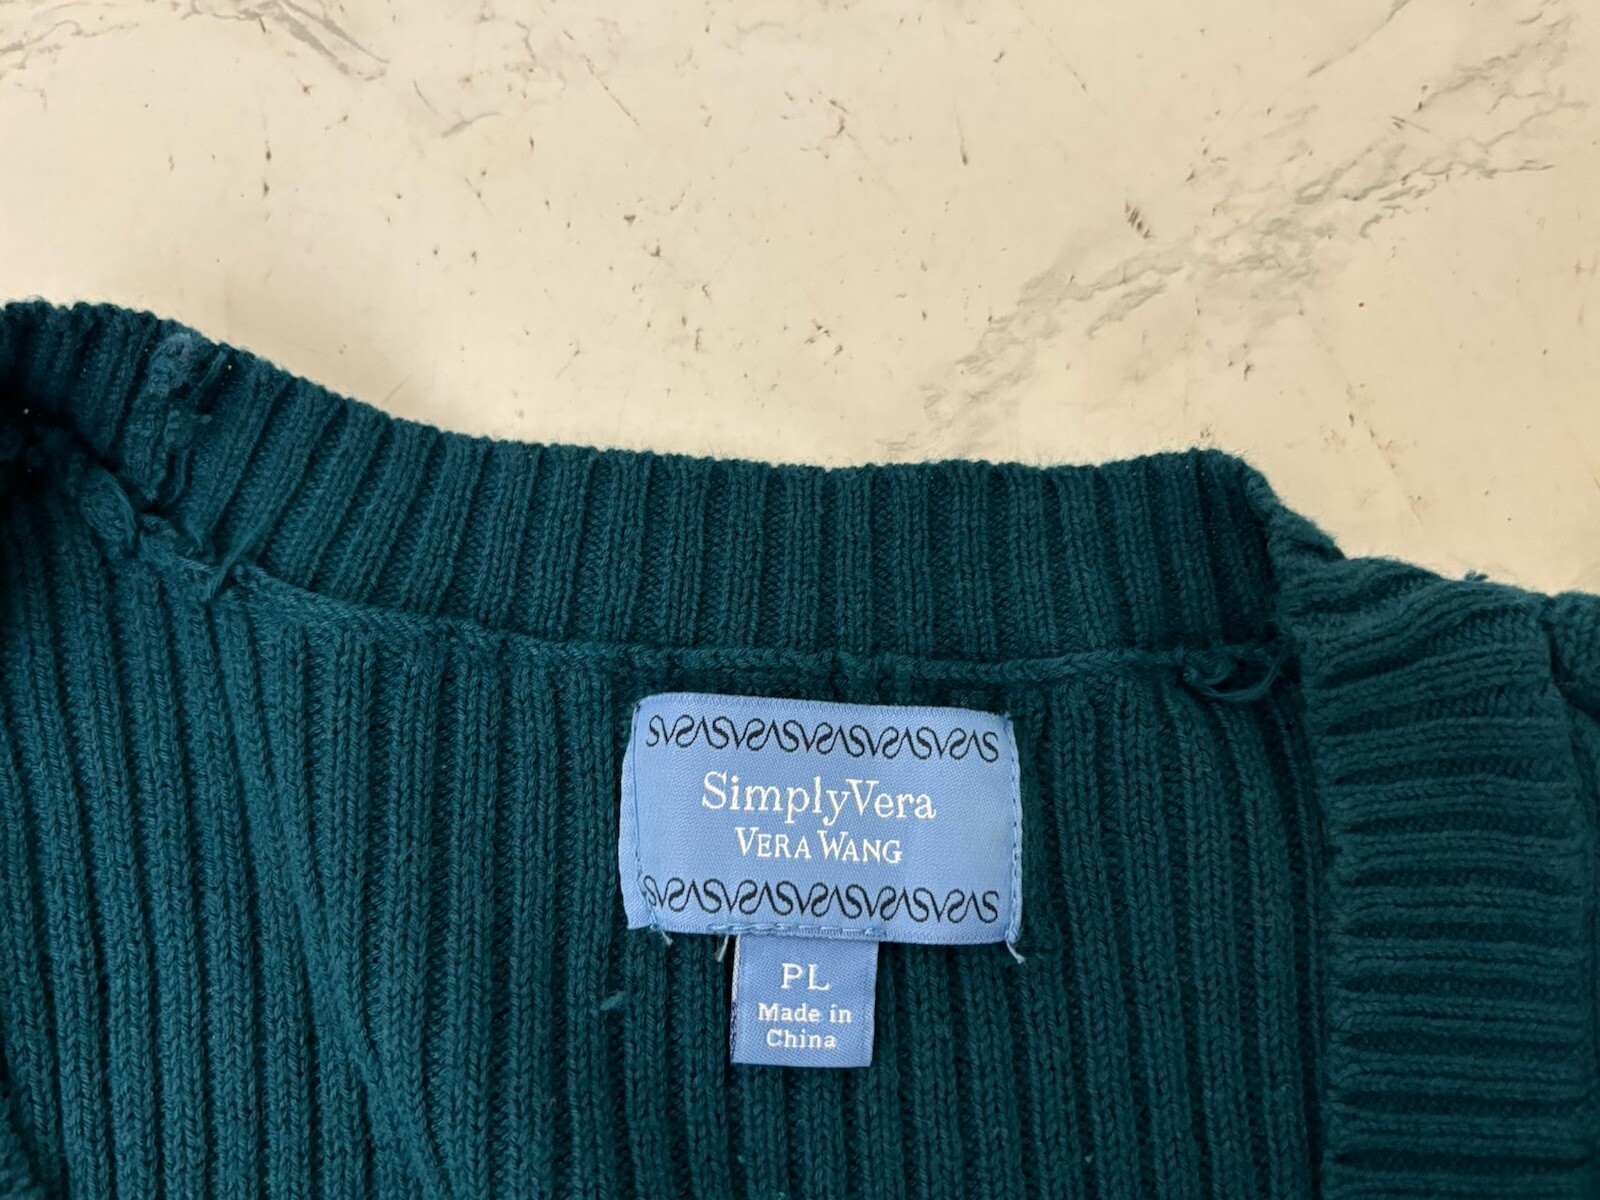 SimplyVera
VERA WANG
PL
Made in
China